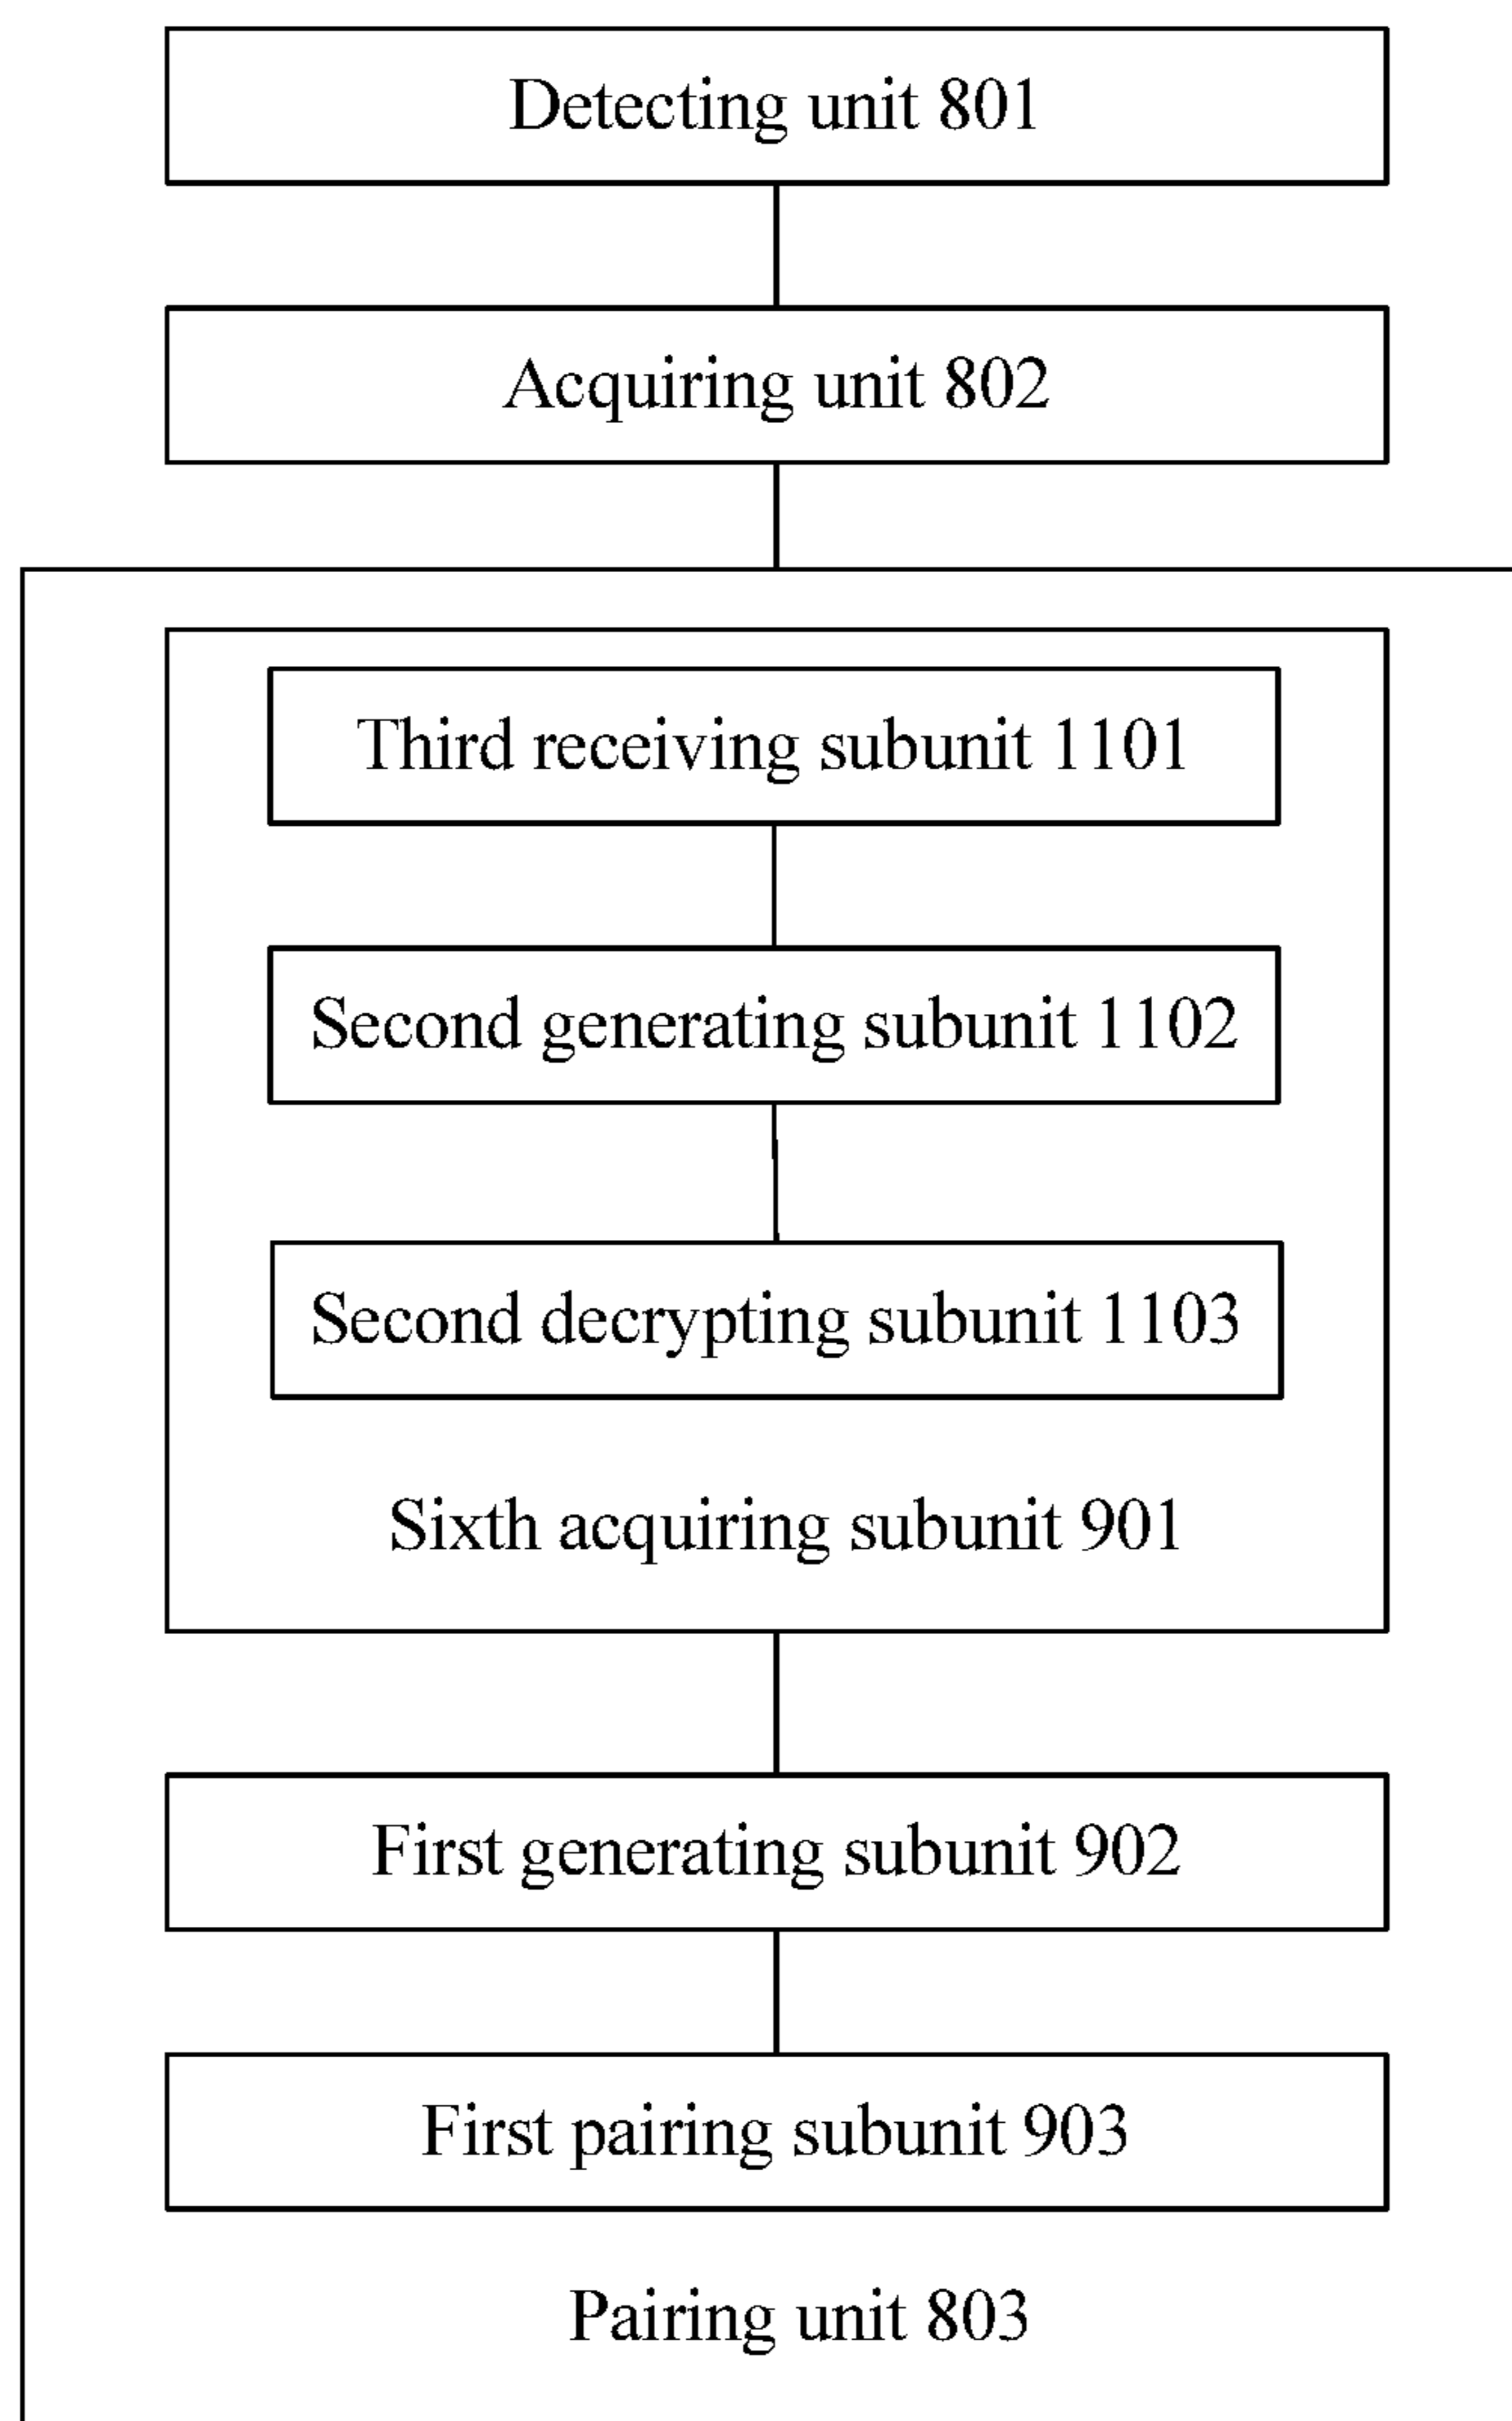 Detecting unit 801
Acquiring unit 802
Third receiving subunit 1101
Second generating subunit 1102
Second decrypting subunit 1103
Sixth acquiring subunit 901
First generating subunit 902
First pairing subunit 903
Pairing unit 803